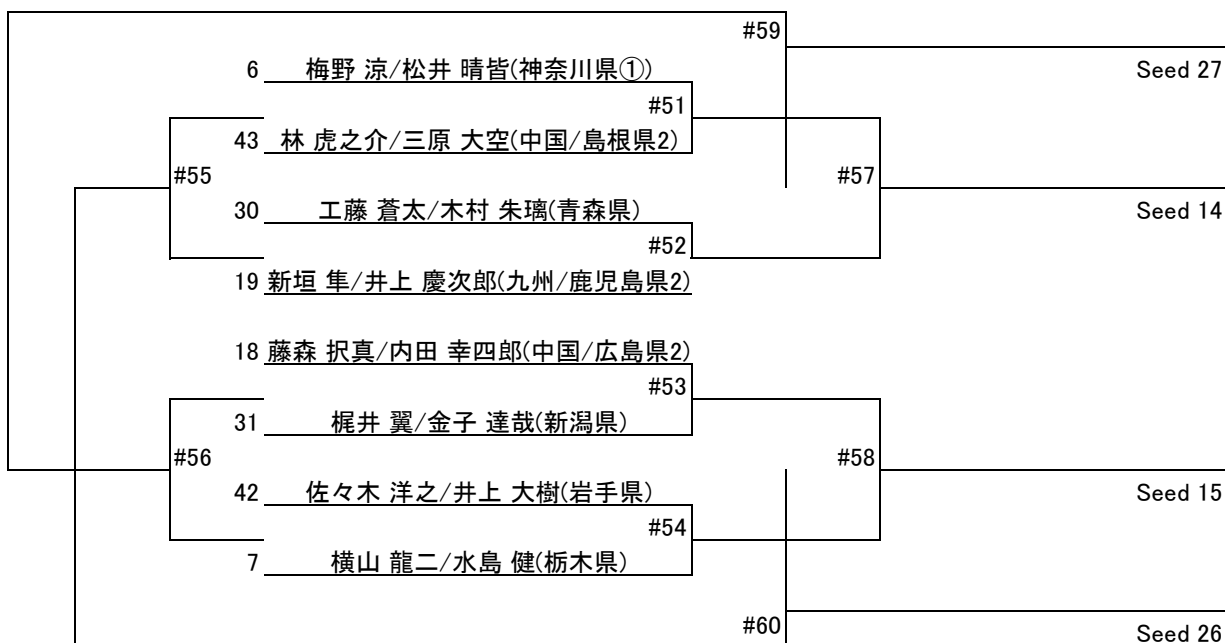 #59
6 梅野 涼/松井 晴皆(神奈川県①)
Seed 27
#51
43 林 虎之介/三原 大空(中国/島根県2)
#55
#57
30 工藤 蒼太/木村 朱璃(青森県)
Seed 14
#52
19 新垣 隼/井上 慶次郎(九州/鹿児島県2)
18 藤森 択真/内田 幸四郎(中国/広島県2)
#53
31 梶井 翼/金子 達哉(新潟県)
#56
#58
42 佐々木 洋之/井上 大樹(岩手県)
Seed 15
#54
7 横山 龍二/水島 健(栃木県)
#60
Seed 26